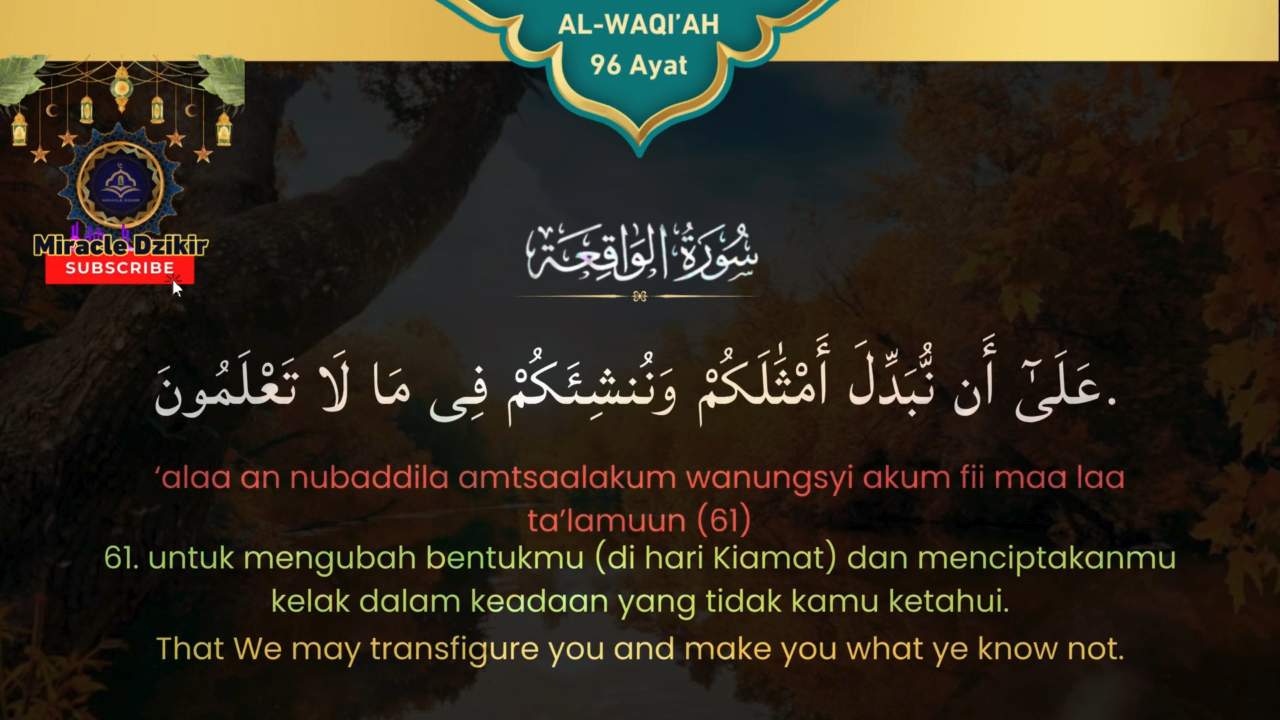 AL-WAQI’AH
96 Ayat
Miracle Dzikir
SUBSCRIBE
سُورَةُ الوَاقِعَة
عَلَىٰٓ أَن نُّبَدِّلَ أَمْثَٰلَكُمْ وَنُنشِئَكُمْ فِى مَا لَا تَعْلَمُونَ.
‘alaa an nubaddila amtsaalakum wanungsyi akum fii maa laa
ta’lamuun (61)
61. untuk mengubah bentukmu (di hari Kiamat) dan menciptakanmu
kelak dalam keadaan yang tidak kamu ketahui.
That We may transfigure you and make you what ye know not.